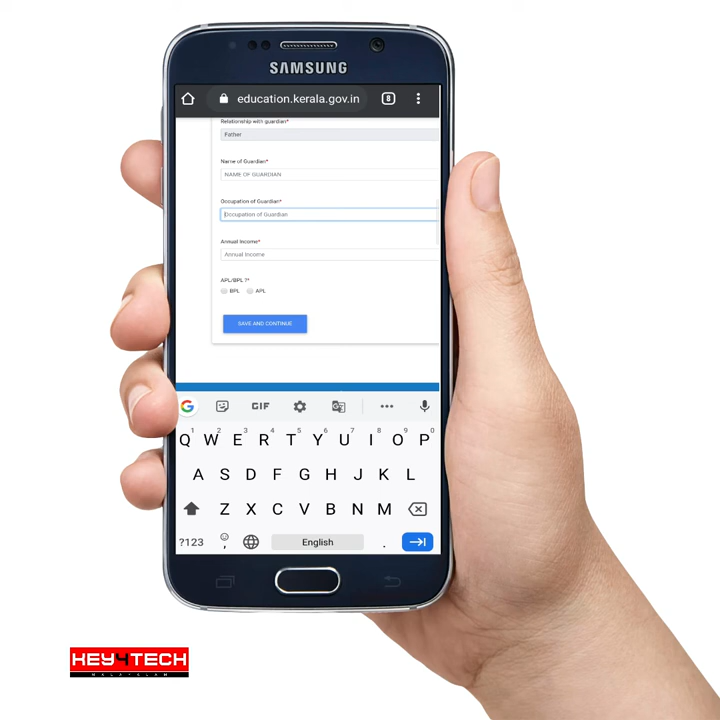 SAMSUNG
education.kerala.gov.in 8
Relationship with guardian*
Father
Name of Guardian*
NAME OF GUARDIAN
Occupation of Guardian*
Occupation of Guardian
Annual Income*
Annual Income
APL/BPL ?*
BPL APL
SAVE AND CONTINUE
G GIF
1 2 3 4 5 6 7 8 9 0
Q W E R T Y U I O P
A S D F G H J K L
Z X C V B N M
?123 , English .
HEY4TECH
MALAYALAM